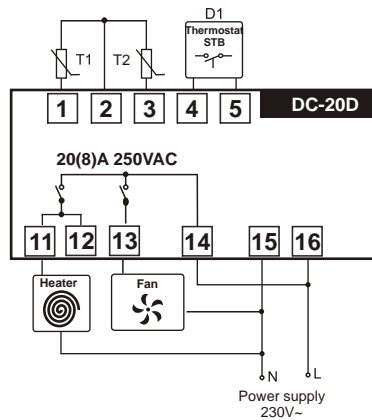 D1
T1
T2
Thermostat
STB
1
2
3
4
5
DC-20D
20(8)A 250VAC
11
12
13
14
15
16
Heater
Fan
N
L
Power supply
230V~